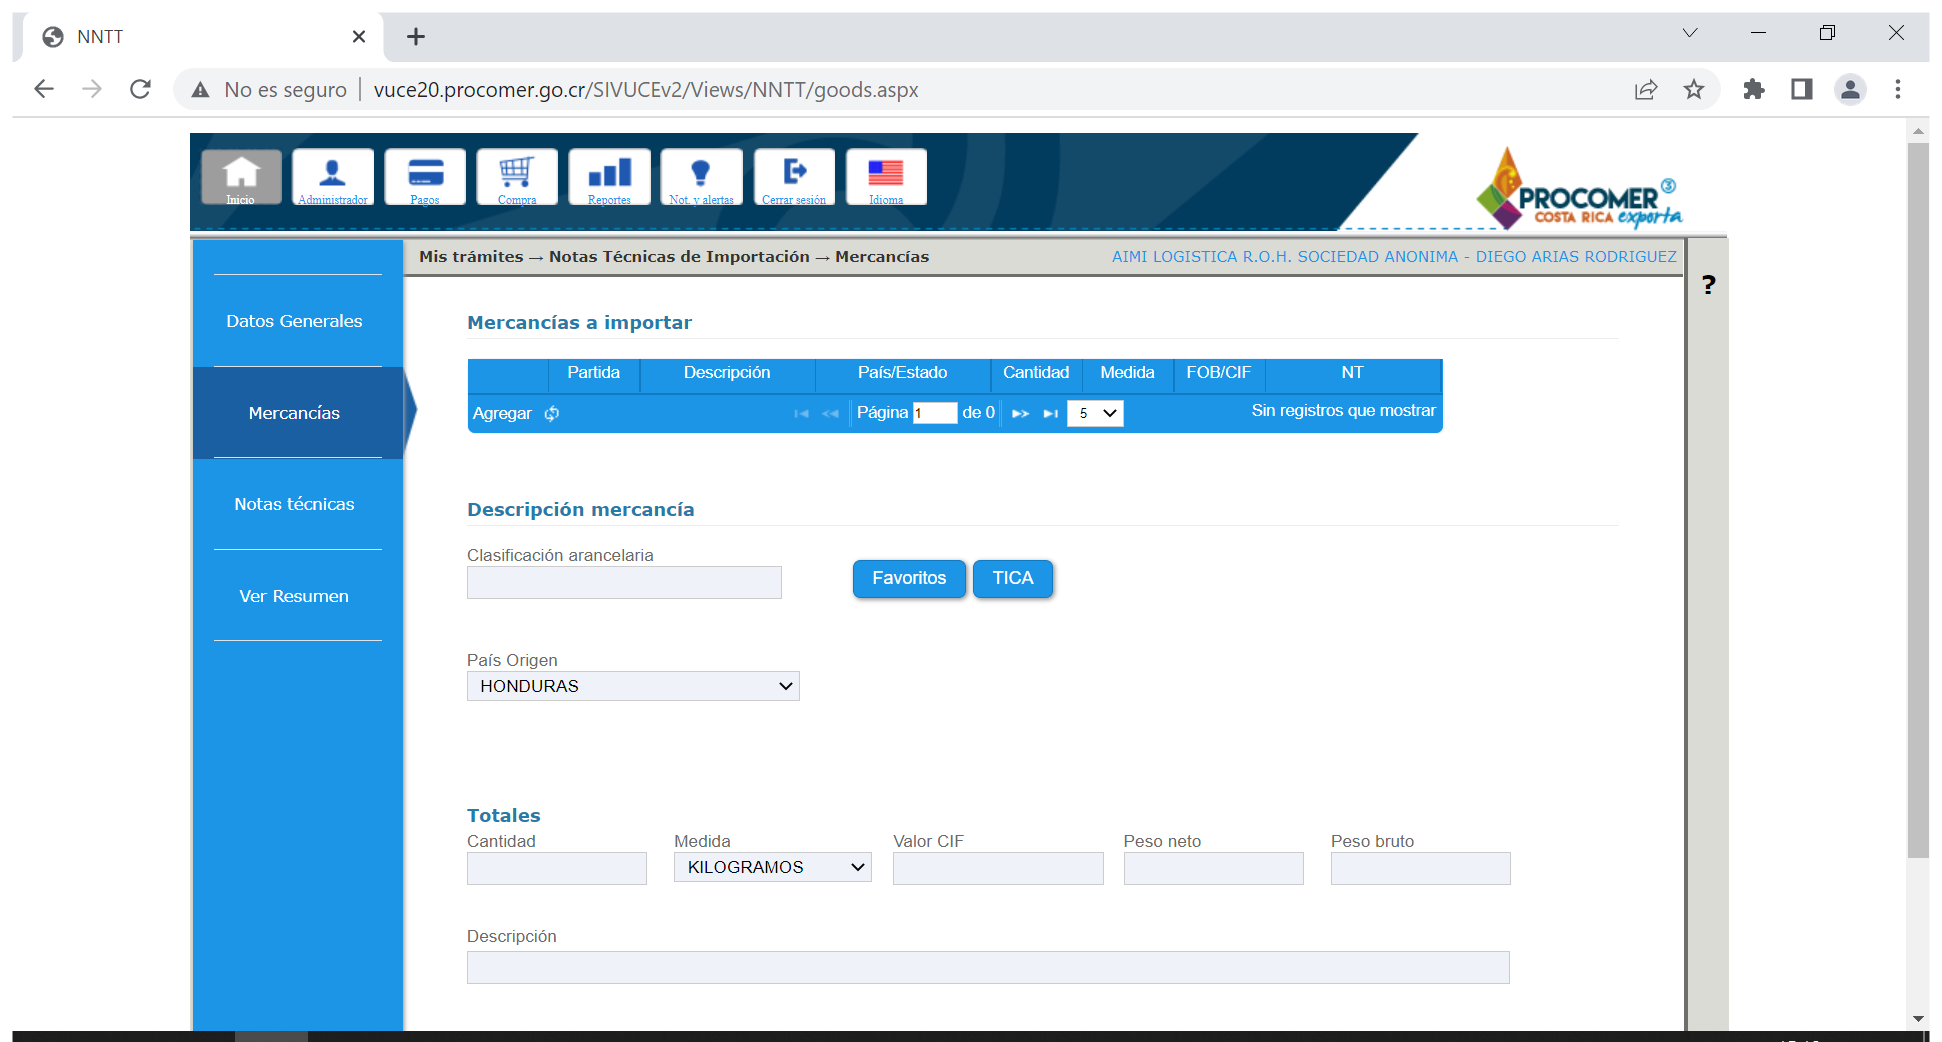 NNTT
No es seguro | vuce20.procomer.go.cr/SIVUCEv2/Views/NNTT/goods.aspx
Inicio Administrador Pagos Compra Reportes Not. y alertas Cerrar sesión Idioma
PROCOMER
COSTA RICA exporta
Mis trámites → Notas Técnicas de Importación → Mercancías AIMI LOGISTICA R.O.H. SOCIEDAD ANONIMA - DIEGO ARIAS RODRIGUEZ
?
Datos Generales
Mercancías
Notas técnicas
Ver Resumen
Mercancías a importar
Partida Descripción País/Estado Cantidad Medida FOB/CIF NT
Agregar Página 1 de 0 5 Sin registros que mostrar
Descripción mercancía
Clasificación arancelaria
Favoritos TICA
País Origen
HONDURAS
Totales
Cantidad Medida Valor CIF Peso neto Peso bruto
KILOGRAMOS
Descripción